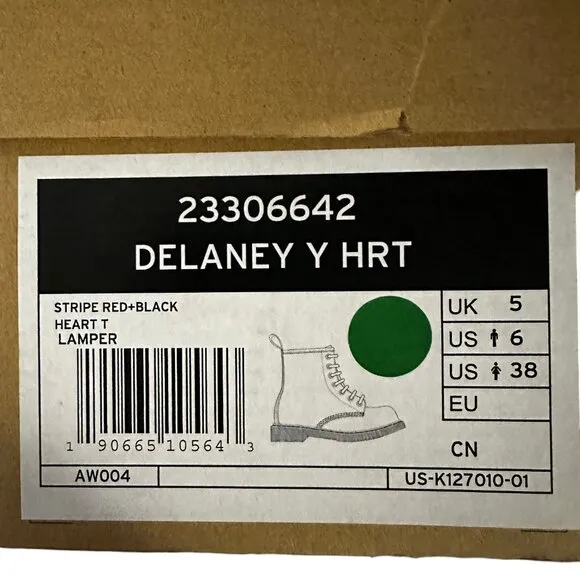 23306642
DELANEY Y HRT
STRIPE RED+BLACK
HEART T
LAMPER
UK 5
US 6
US 38
EU
1 90665 10564 3
CN
AW004
US-K127010-01